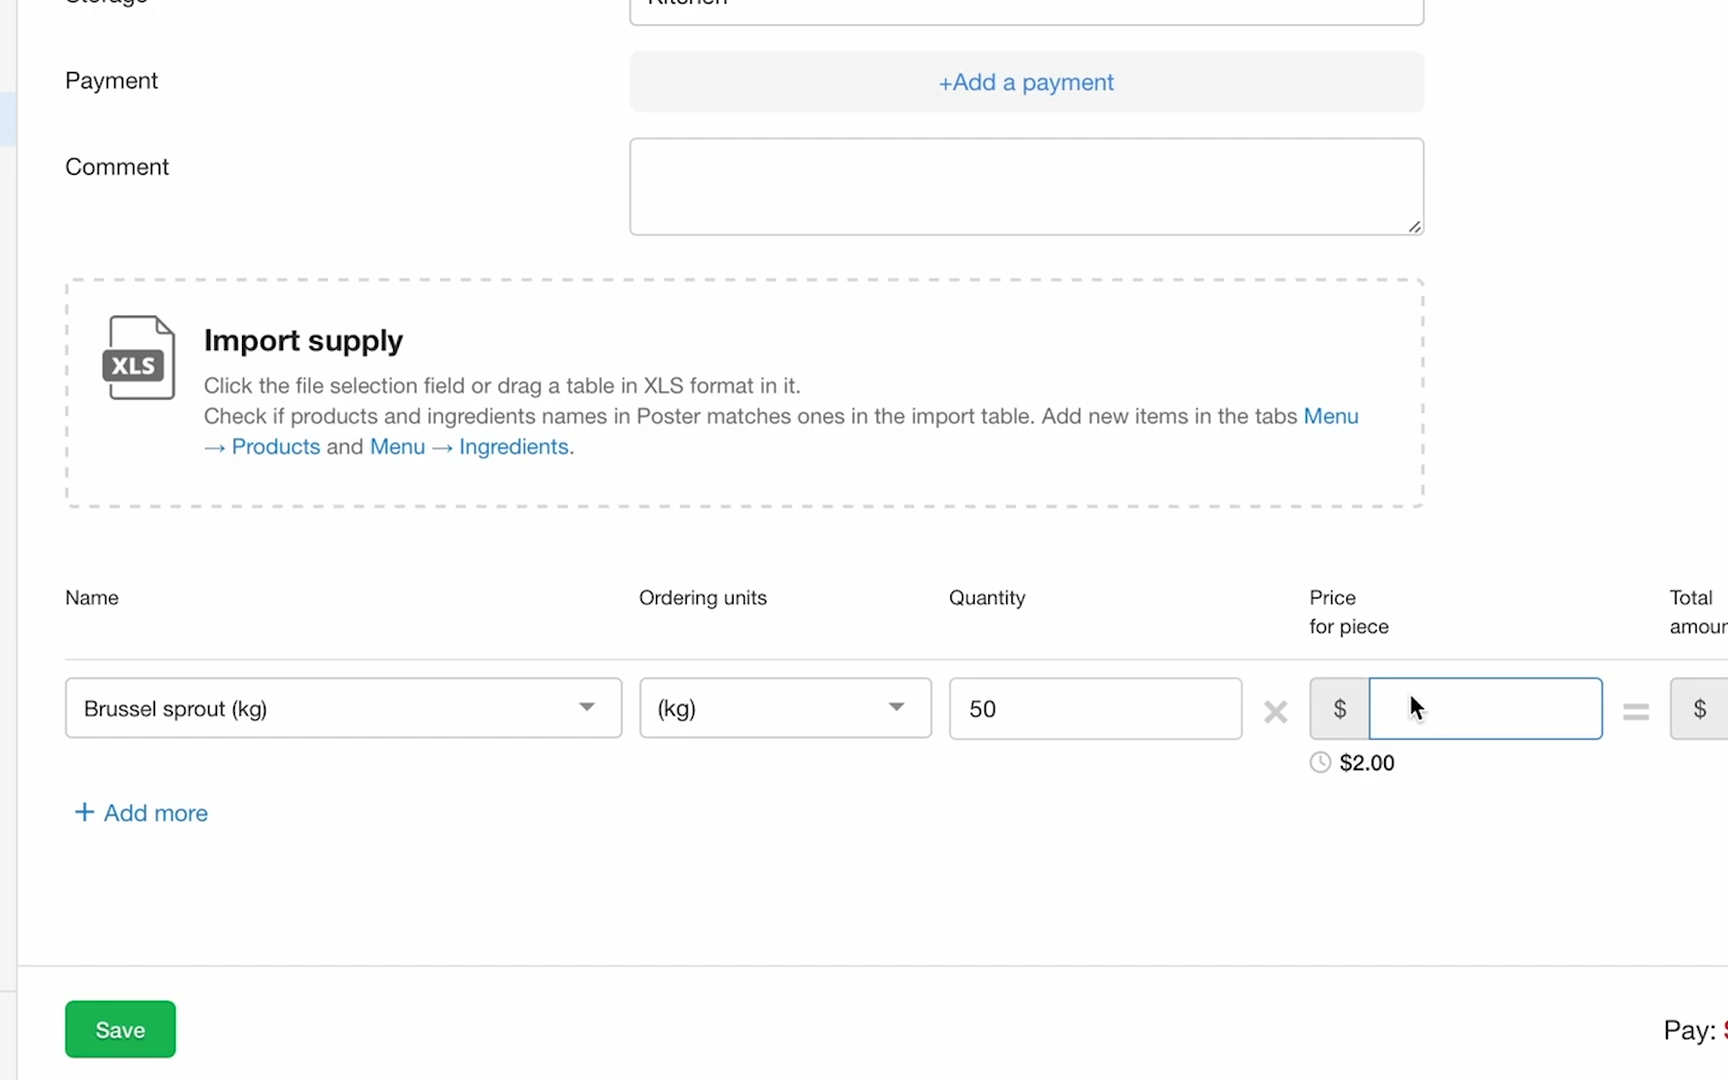 Storage
Kitchen
Payment
+Add a payment
Comment
XLS
Import supply
Click the file selection field or drag a table in XLS format in it.
Check if products and ingredients names in Poster matches ones in the import table. Add new items in the tabs Menu
→ Products and Menu → Ingredients.
Name
Ordering units
Quantity
Price
for piece
Total
Brussel sprout (kg)
(kg)
50
×
$
=
$
$2.00
+ Add more
Save
Pay: